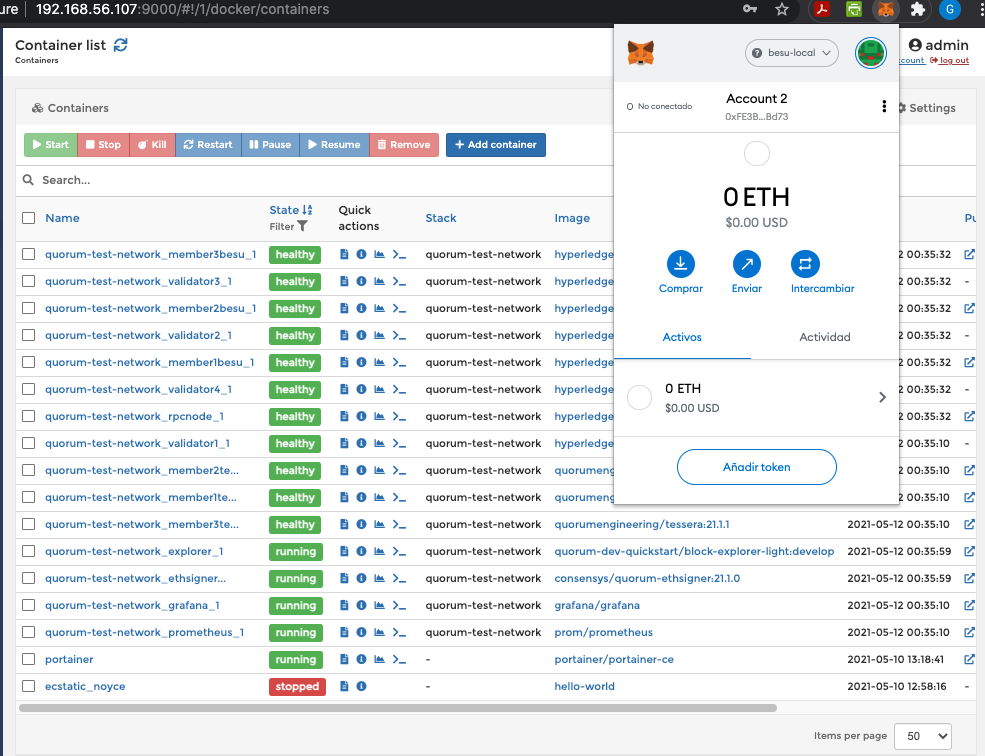 ure 192.168.56.107:9000/#!/1/docker/containers
G
Container list
Containers
admin
count log out
Containers
Settings
Start Stop Kill Restart Pause Resume Remove + Add container
Search...
Name State Filter Quick actions Stack Image Pu
quorum-test-network_member3besu_1 healthy quorum-test-network hyperledge 2 00:35:32
quorum-test-network_validator3_1 healthy quorum-test-network hyperledge 2 00:35:32 -
quorum-test-network_member2besu_1 healthy quorum-test-network hyperledge 2 00:35:32
quorum-test-network_validator2_1 healthy quorum-test-network hyperledge 2 00:35:32 -
quorum-test-network_member1besu_1 healthy quorum-test-network hyperledge 2 00:35:32
quorum-test-network_validator4_1 healthy quorum-test-network hyperledge 2 00:35:32 -
quorum-test-network_rpcnode_1 healthy quorum-test-network hyperledge 2 00:35:32
quorum-test-network_validator1_1 healthy quorum-test-network hyperledge 2 00:35:10 -
quorum-test-network_member2te... healthy quorum-test-network quorumeng 2 00:35:10
quorum-test-network_member1te... healthy quorum-test-network quorumeng 2 00:35:10
quorum-test-network_member3te... healthy quorum-test-network quorumengineering/tessera:21.1.1 2021-05-12 00:35:10
quorum-test-network_explorer_1 running quorum-test-network quorum-dev-quickstart/block-explorer-light:develop 2021-05-12 00:35:59
quorum-test-network_ethsigner... running quorum-test-network consensys/quorum-ethsigner:21.1.0 2021-05-12 00:35:59
quorum-test-network_grafana_1 running quorum-test-network grafana/grafana 2021-05-12 00:35:10
quorum-test-network_prometheus_1 running quorum-test-network prom/prometheus 2021-05-12 00:35:10
portainer running - portainer/portainer-ce 2021-05-10 13:18:41
ecstatic_noyce stopped - hello-world 2021-05-10 12:58:16 -
Items per page 50
besu-local
No conectado
Account 2
0xFE3B...Bd73
0 ETH
$0.00 USD
Comprar Enviar Intercambiar
Activos Actividad
0 ETH
$0.00 USD
Añadir token